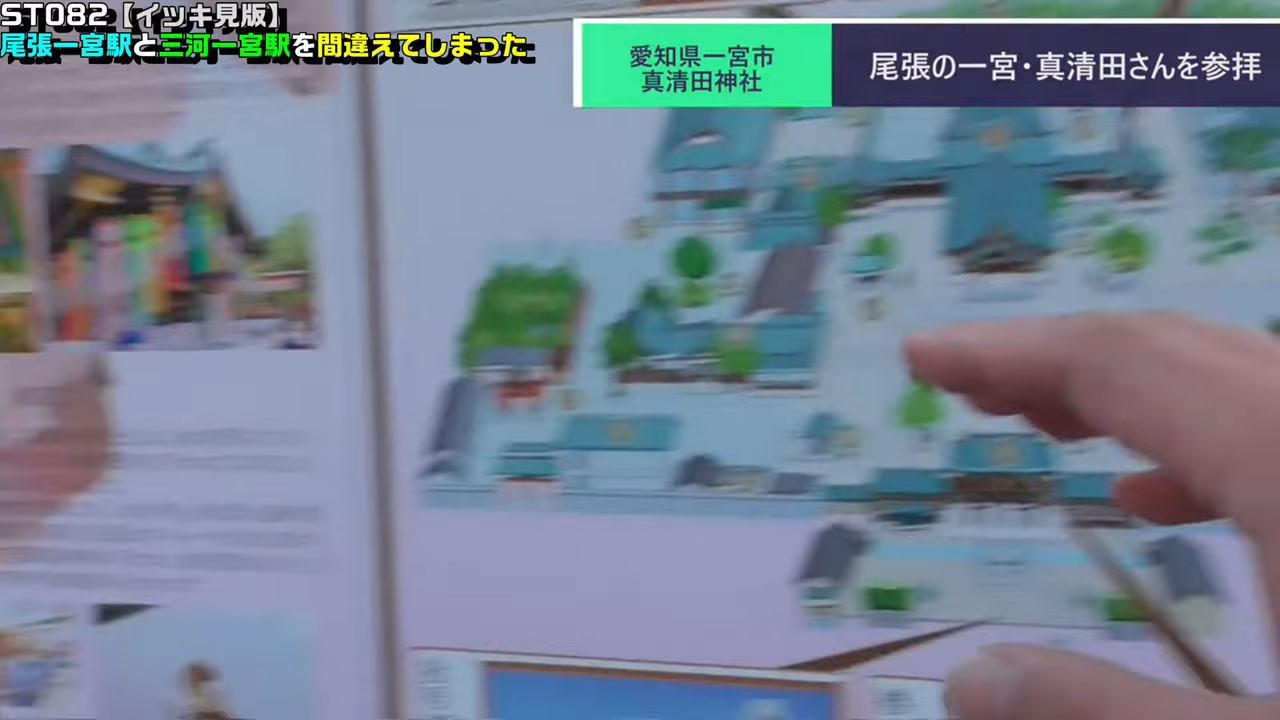 ST082【イッキ見版】
尾張一宮駅と三河一宮駅を間違えてしまった
愛知県一宮市
真清田神社
尾張の一宮・真清田さんを参拝